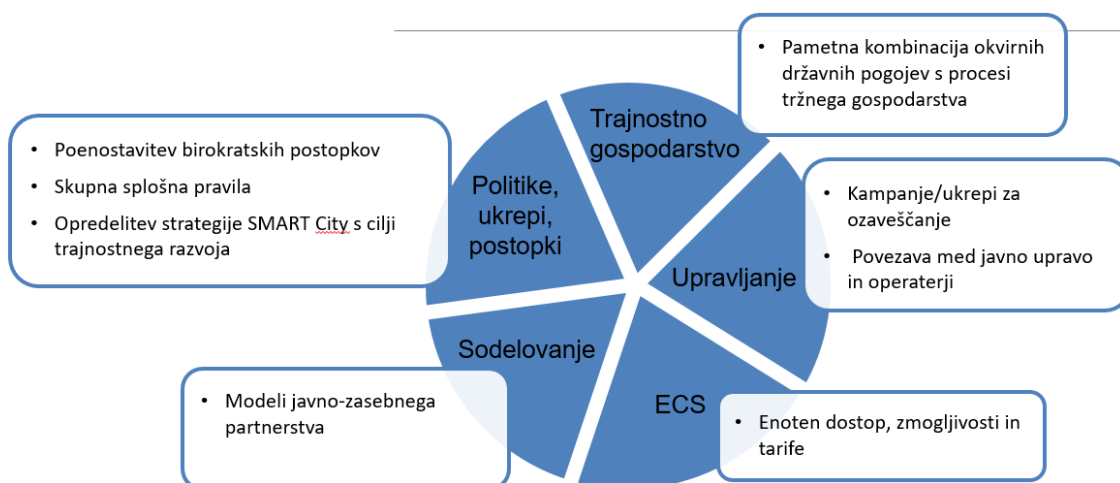 • Pametna kombinacija okvirnih
državnih pogojev s procesi
tržnega gospodarstva
Trajnostno
gospodarstvo
• Poenostavitev birokratskih postopkov
• Skupna splošna pravila
• Opredelitev strategije SMART City s cilji
trajnostnega razvoja
Politike,
ukrepi,
postopki
• Kampanje/ukrepi za
ozaveščanje
• Povezava med javno upravo
in operaterji
Upravljanje
Sodelovanje
• Modeli javno-zasebnega
partnerstva
ECS
• Enoten dostop, zmogljivosti in
tarife